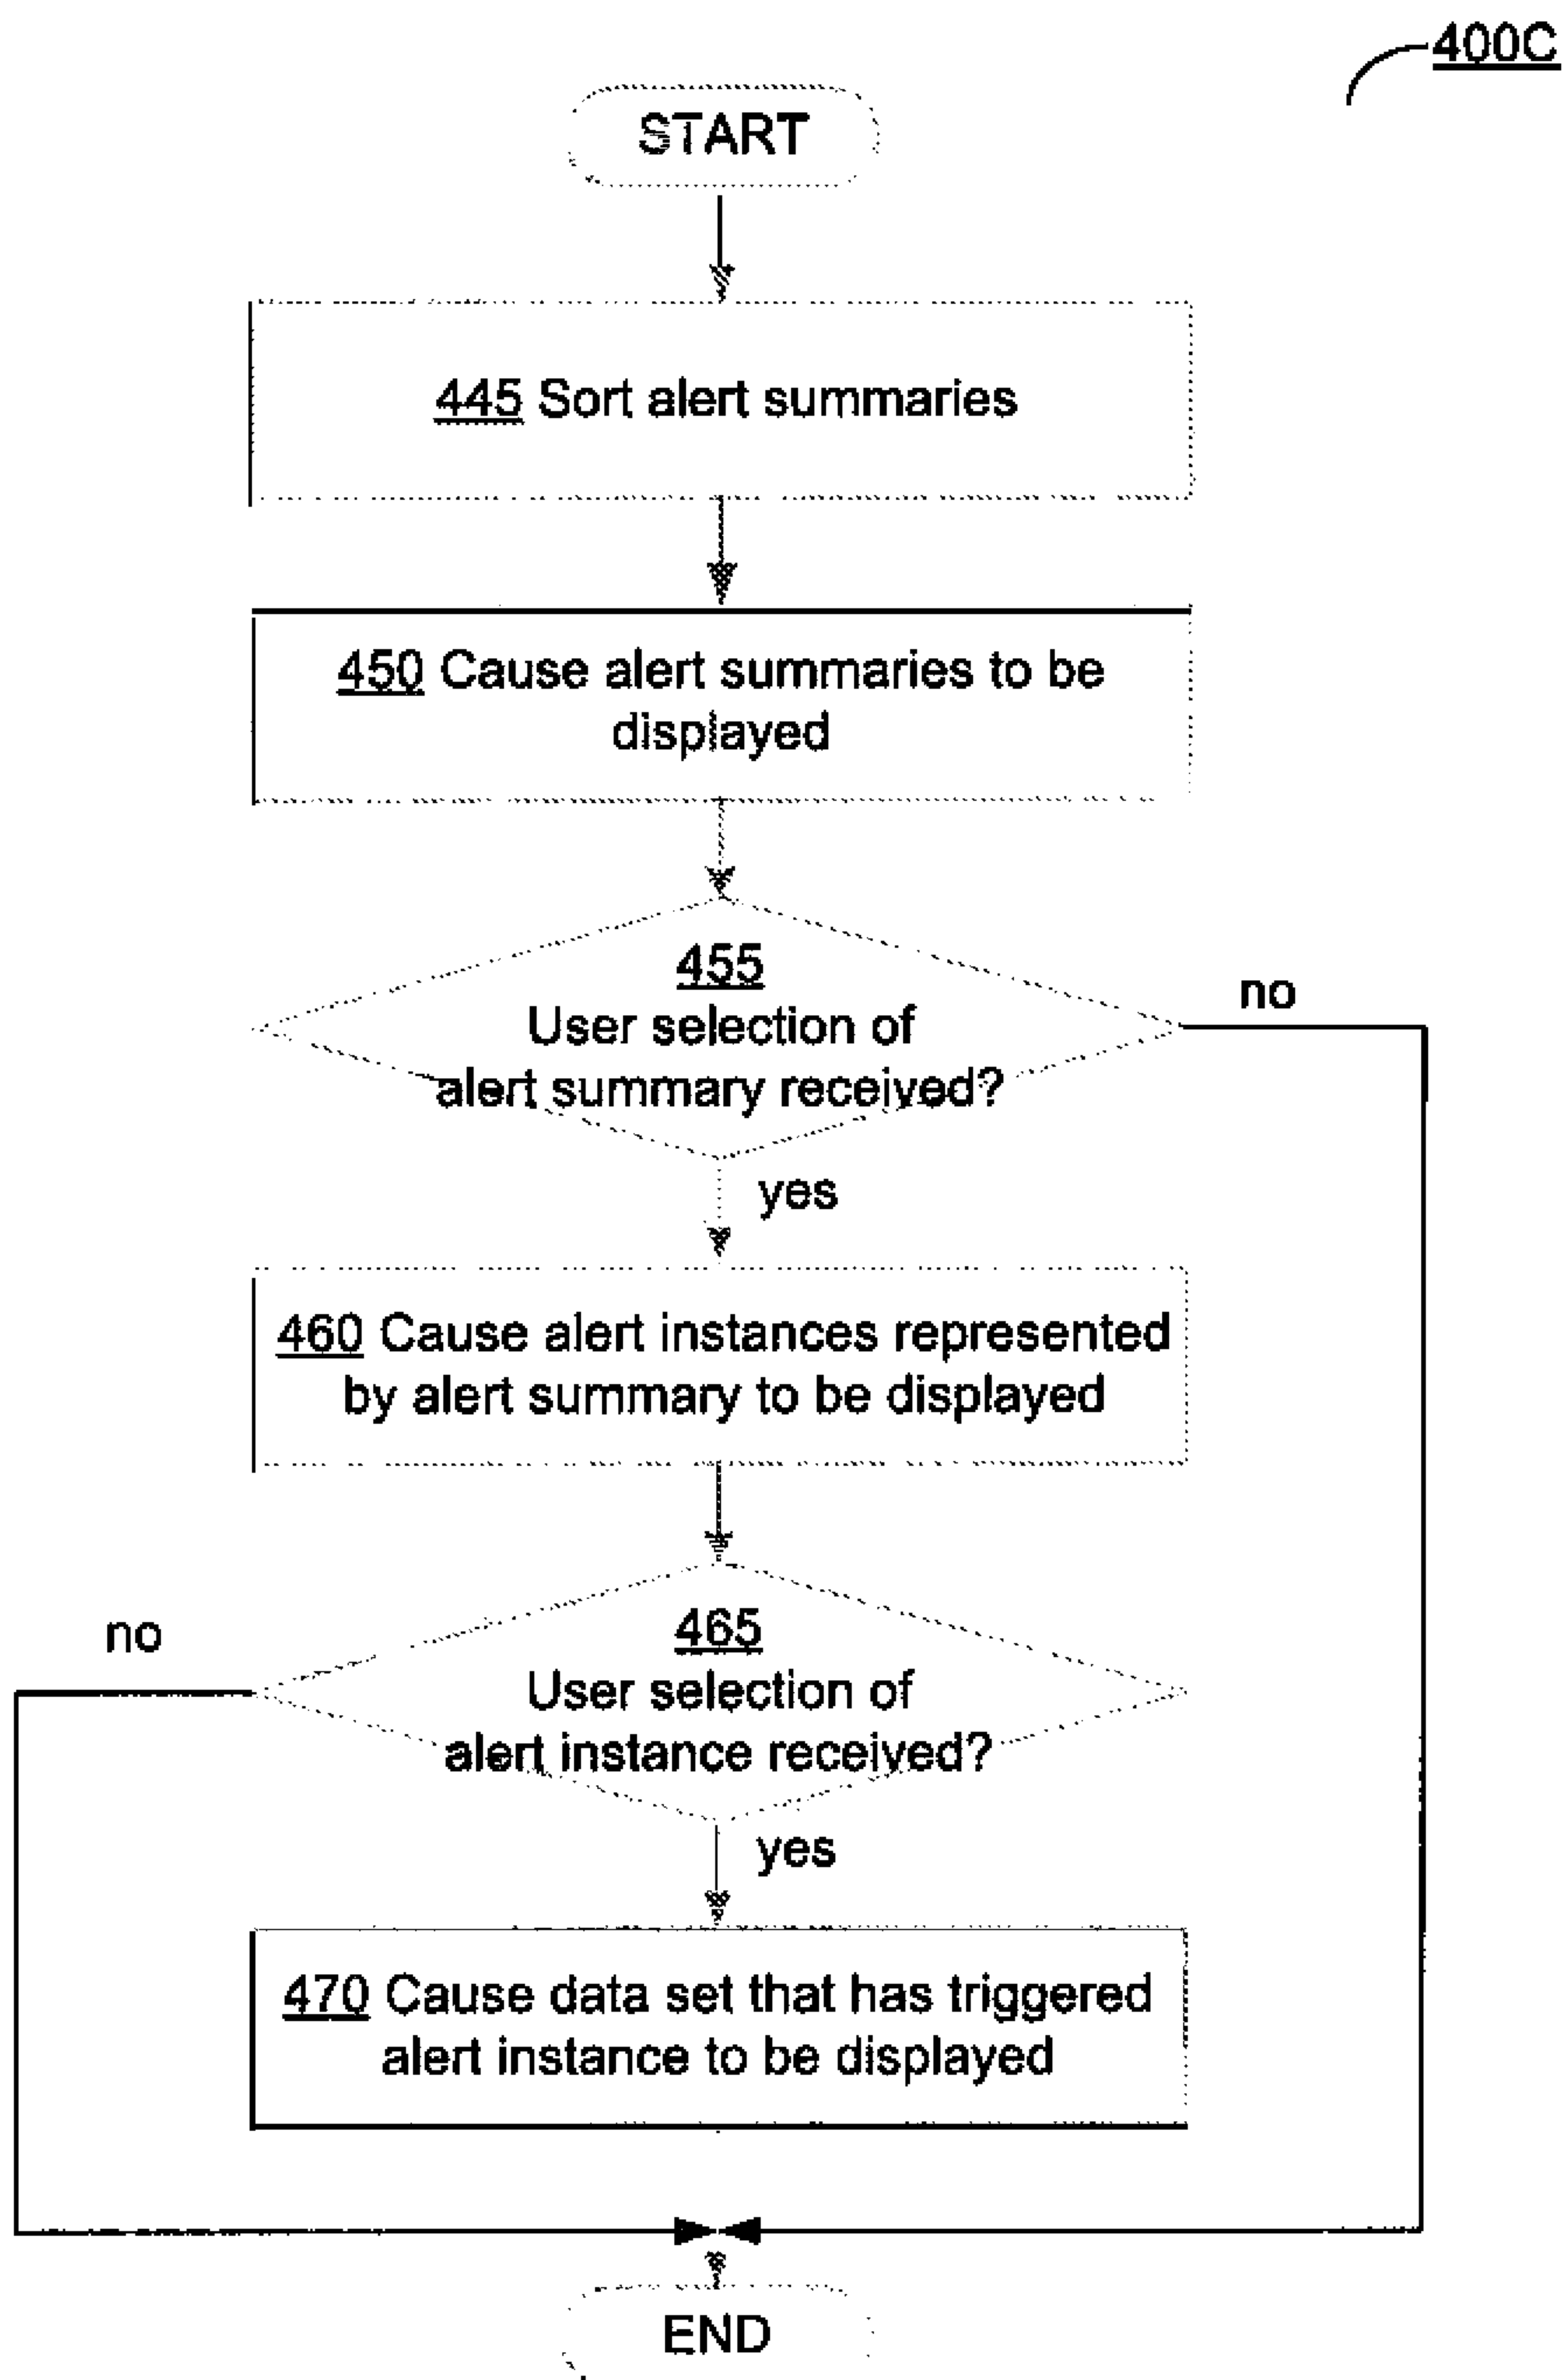 400C
START
445 Sort alert summaries
450 Cause alert summaries to be
displayed
455
User selection of
alert summary received?
no
yes
460 Cause alert instances represented
by alert summary to be displayed
465
User selection of
alert instance received?
no
yes
470 Cause data set that has triggered
alert instance to be displayed
END